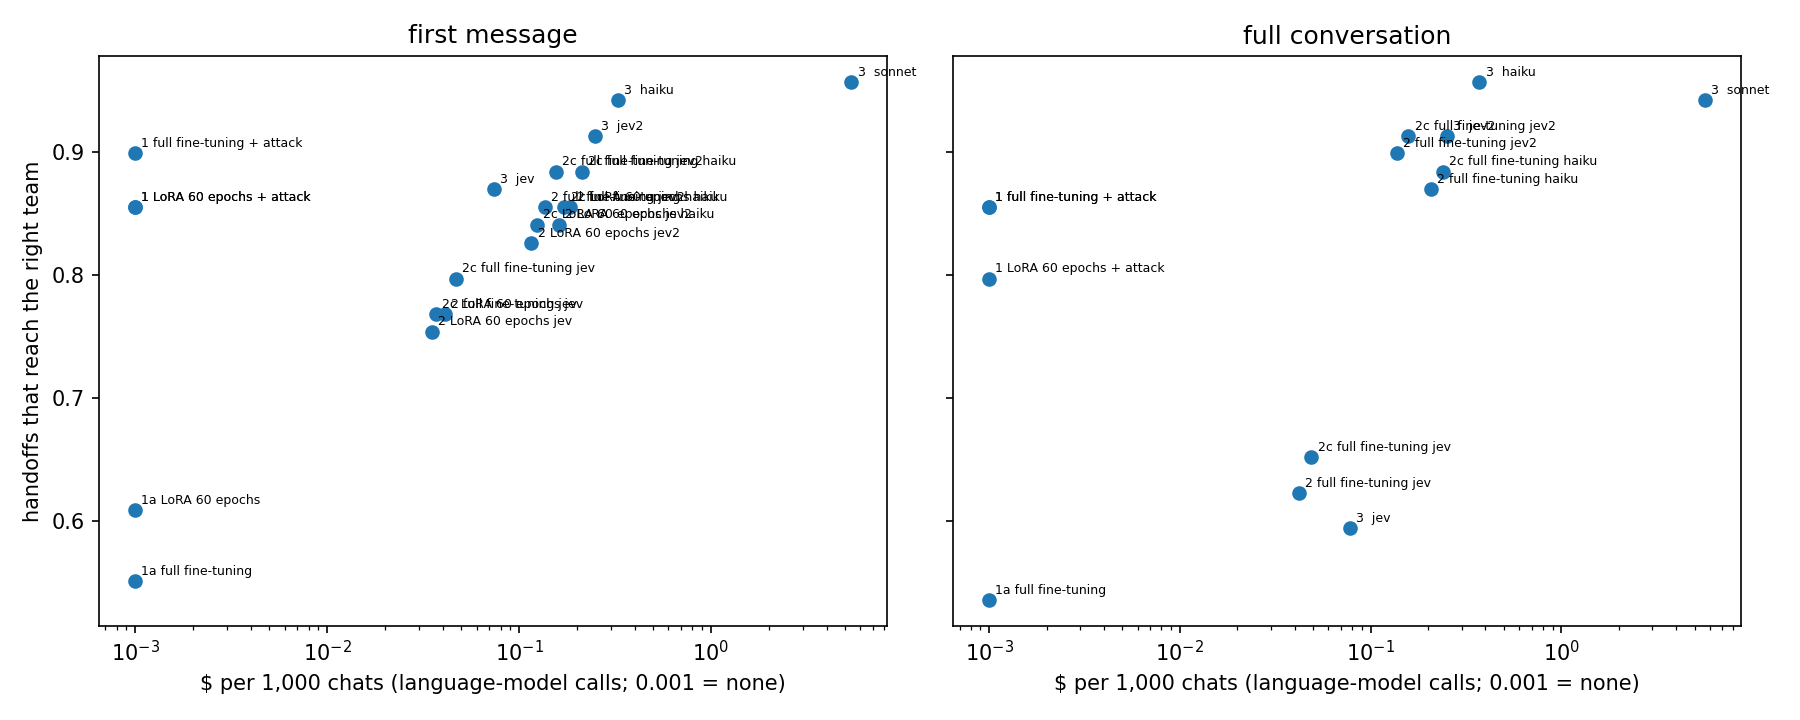 first message
full conversation
handoffs that reach the right team
0.9
0.8
0.7
0.6
3 sonnet
3 haiku
3 jev2
1 full fine-tuning + attack
3 jev
1 LoRA 60 epochs + attack
2 LoRA 60 epochs jev2
2c full fine-tuning jev
2 LoRA 60 epochs jev
1a LoRA 60 epochs
1a full fine-tuning
10⁻³
10⁻²
10⁻¹
10⁰
$ per 1,000 chats (language-model calls; 0.001 = none)
3 haiku
3 sonnet
2c full fine-tuning jev2
3 jev2
2 full fine-tuning jev2
2c full fine-tuning haiku
2 full fine-tuning haiku
1 full fine-tuning + attack
1 LoRA 60 epochs + attack
2c full fine-tuning jev
2 full fine-tuning jev
3 jev
1a full fine-tuning
10⁻³
10⁻²
10⁻¹
10⁰
$ per 1,000 chats (language-model calls; 0.001 = none)